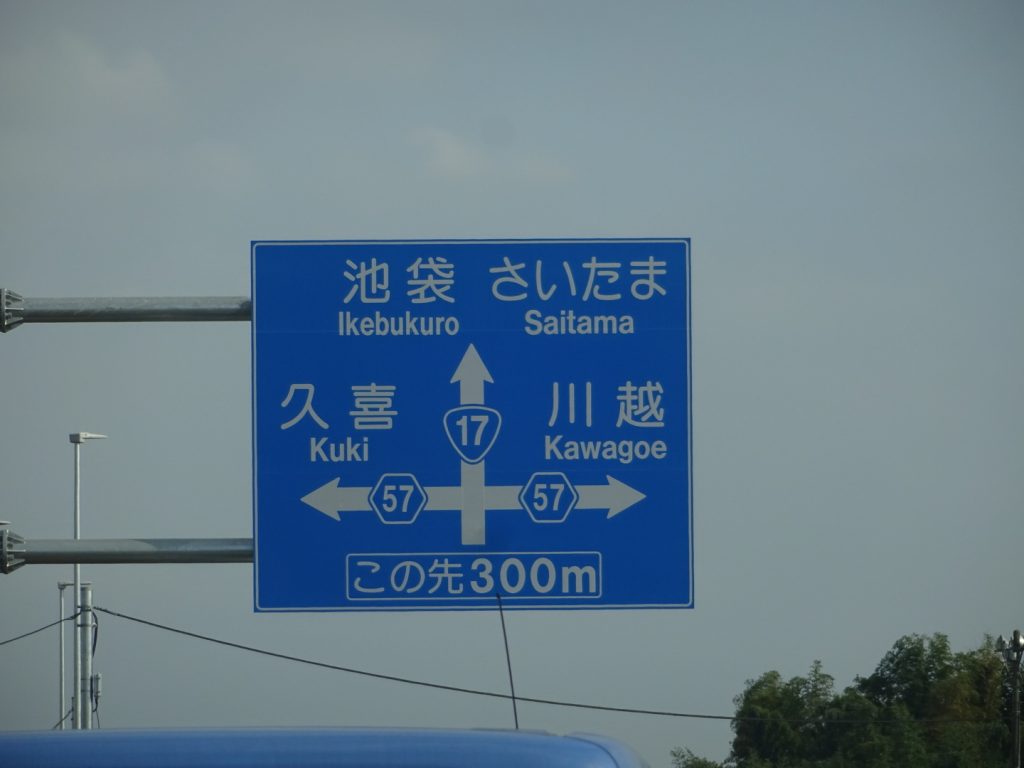 池袋 さいたま
Ikebukuro Saitama
久喜 川越
Kuki 17 Kawagoe
57 57
この先300m